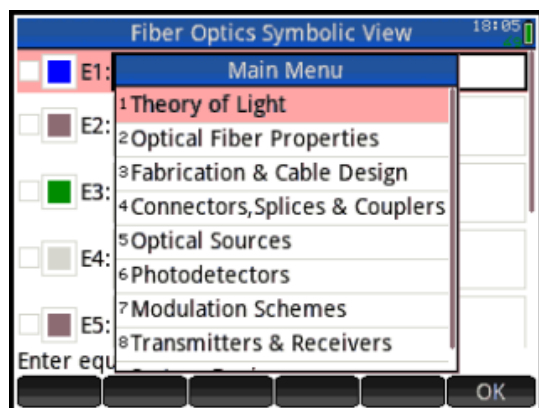 Fiber Optics Symbolic View 18:05
Main Menu
E1:
1 Theory of Light
2 Optical Fiber Properties
E2:
3 Fabrication & Cable Design
E3:
4 Connectors,Splices & Couplers
5 Optical Sources
E4:
6 Photodetectors
7 Modulation Schemes
E5:
8 Transmitters & Receivers
Enter equ
OK